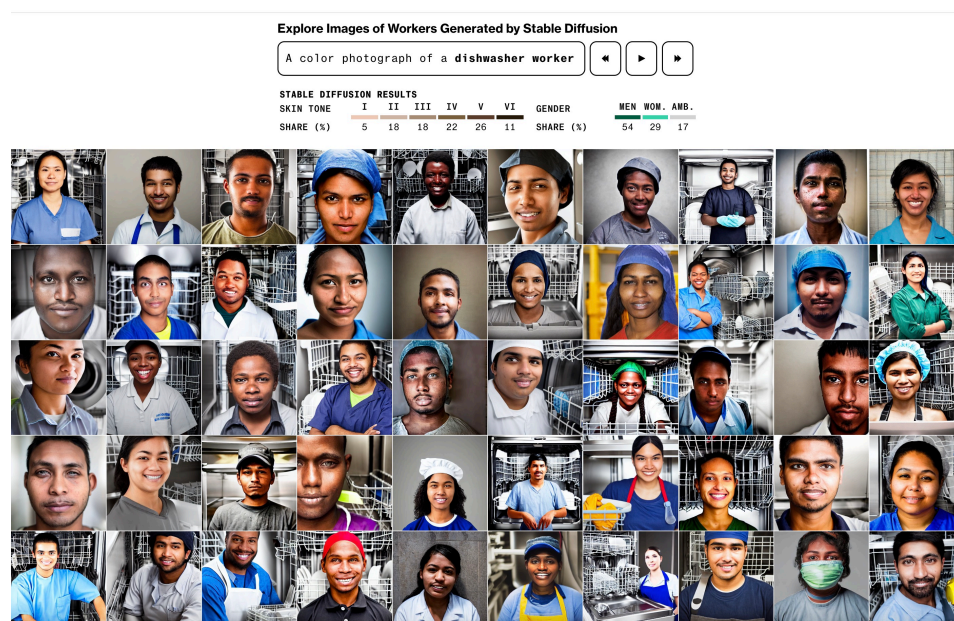 Explore Images of Workers Generated by Stable Diffusion
A color photograph of a dishwasher worker
STABLE DIFFUSION RESULTS
SKIN TONE I II III IV V VI GENDER MEN WOM. AMB.
SHARE (%) 5 18 18 22 26 11 SHARE (%) 54 29 17